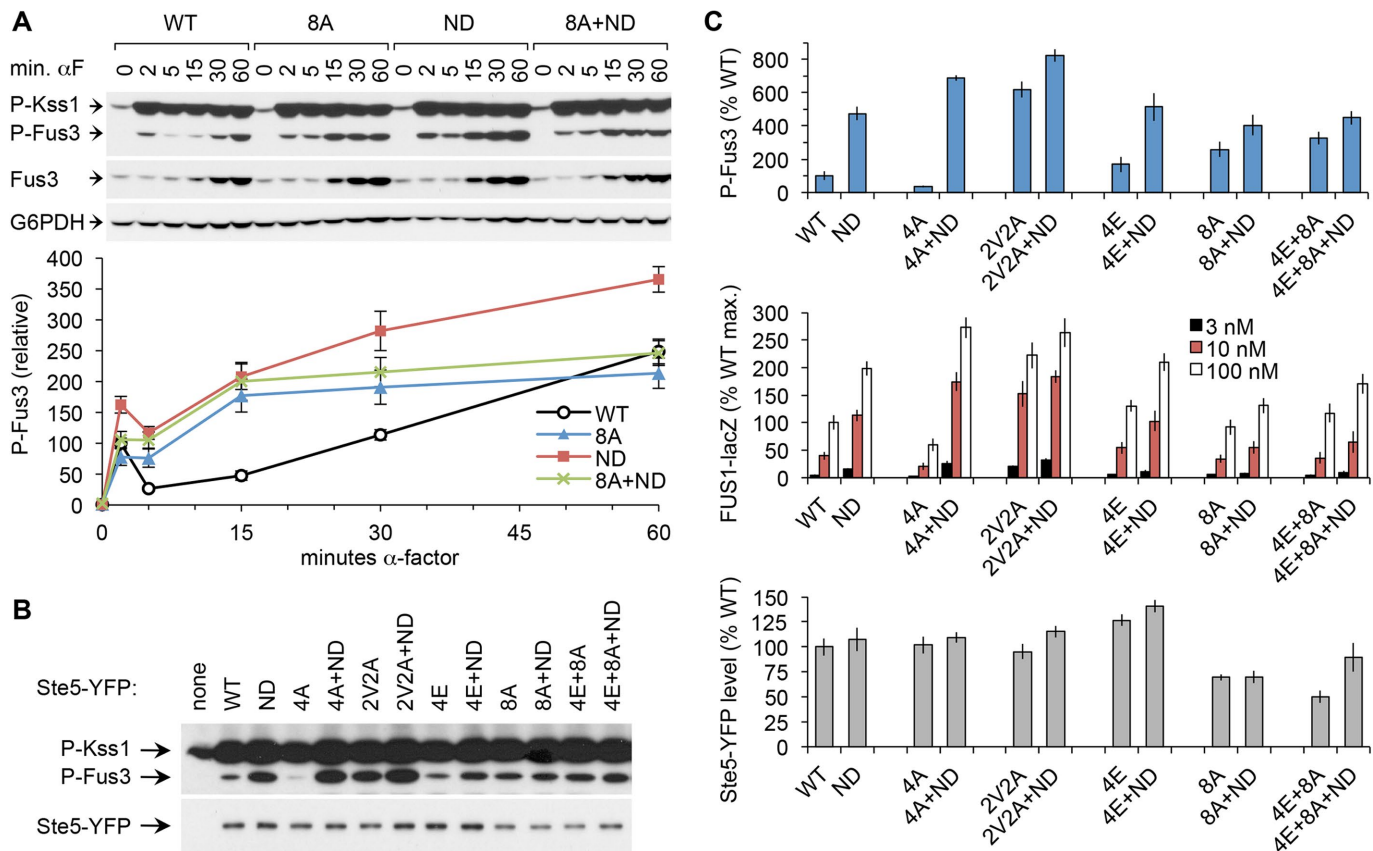 A
WT 8A ND 8A+ND
min. αF 0 2 5 15 30 60 0 2 5 15 30 60 0 2 5 15 30 60 0 2 5 15 30 60
P-Kss1
P-Fus3
Fus3
G6PDH
P-Fus3 (relative)
400
350
300
250
200
150
100
50
0
0 15 30 45 60
minutes α-factor
WT
8A
ND
8A+ND
B
Ste5-YFP: none WT ND 4A 4A+ND 2V2A 2V2A+ND 4E 4E+ND 8A 8A+ND 4E+8A 4E+8A+ND
P-Kss1
P-Fus3
Ste5-YFP
C
P-Fus3 (% WT)
800
600
400
200
0
WT ND 4A 4A+ND 2V2A 2V2A+ND 4E 4E+ND 8A 8A+ND 4E+8A 4E+8A+ND
FUS1-lacZ (% WT max.)
300
250
200
150
100
50
0
3 nM
10 nM
100 nM
WT ND 4A 4A+ND 2V2A 2V2A+ND 4E 4E+ND 8A 8A+ND 4E+8A 4E+8A+ND
Ste5-YFP level (% WT)
150
125
100
75
50
25
0
WT ND 4A 4A+ND 2V2A 2V2A+ND 4E 4E+ND 8A 8A+ND 4E+8A 4E+8A+ND